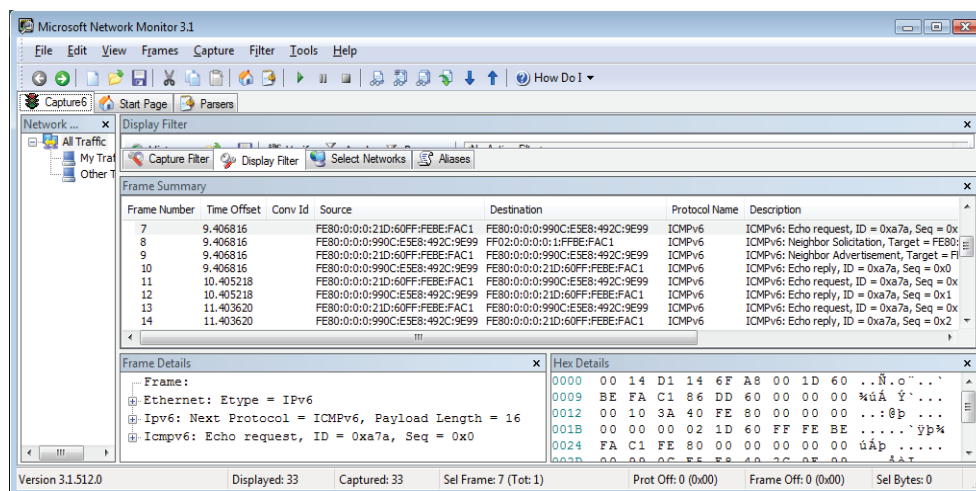 Microsoft Network Monitor 3.1
File Edit View Frames Capture Filter Tools Help
How Do I
Capture6 Start Page Parsers
Network ... x Display Filter x
All Traffic
My Traf
Other T
Capture Filter Display Filter Select Networks Aliases
Frame Summary x
Frame Number Time Offset Conv Id Source Destination Protocol Name Description
7 9.406816 FE80:0:0:0:21D:60FF:FEBE:FAC1 FE80:0:0:0:990C:E5E8:492C:9E99 ICMPv6 ICMPv6: Echo request, ID = 0xa7a, Seq = 0x
8 9.406816 FE80:0:0:0:990C:E5E8:492C:9E99 FF02:0:0:0:0:1:FFBE:FAC1 ICMPv6 ICMPv6: Neighbor Solicitation, Target = FE80:
9 9.406816 FE80:0:0:0:21D:60FF:FEBE:FAC1 FE80:0:0:0:990C:E5E8:492C:9E99 ICMPv6 ICMPv6: Neighbor Advertisement, Target = F
10 9.406816 FE80:0:0:0:990C:E5E8:492C:9E99 FE80:0:0:0:21D:60FF:FEBE:FAC1 ICMPv6 ICMPv6: Echo reply, ID = 0xa7a, Seq = 0x0
11 10.405218 FE80:0:0:0:21D:60FF:FEBE:FAC1 FE80:0:0:0:990C:E5E8:492C:9E99 ICMPv6 ICMPv6: Echo request, ID = 0xa7a, Seq = 0x
12 10.405218 FE80:0:0:0:990C:E5E8:492C:9E99 FE80:0:0:0:21D:60FF:FEBE:FAC1 ICMPv6 ICMPv6: Echo reply, ID = 0xa7a, Seq = 0x1
13 11.403620 FE80:0:0:0:21D:60FF:FEBE:FAC1 FE80:0:0:0:990C:E5E8:492C:9E99 ICMPv6 ICMPv6: Echo request, ID = 0xa7a, Seq = 0x
14 11.403620 FE80:0:0:0:990C:E5E8:492C:9E99 FE80:0:0:0:21D:60FF:FEBE:FAC1 ICMPv6 ICMPv6: Echo reply, ID = 0xa7a, Seq = 0x2
Frame Details x Hex Details x
Frame:
Ethernet: Etype = IPv6
Ipv6: Next Protocol = ICMPv6, Payload Length = 16
Icmpv6: Echo request, ID = 0xa7a, Seq = 0x0
0000 00 14 D1 14 6F A8 00 1D 60 ..Ñ.o¨..`
0009 BE FA C1 86 DD 60 00 00 00 ¾úÁ Ý`...
0012 00 10 3A 40 FE 80 00 00 00 ..:@þ ...
001B 00 00 00 02 1D 60 FF FE BE .....`ÿþ¾
0024 FA C1 FE 80 00 00 00 00 00 úÁþ .....
Version 3.1.512.0 Displayed: 33 Captured: 33 Sel Frame: 7 (Tot: 1) Prot Off: 0 (0x00) Frame Off: 0 (0x00) Sel Bytes: 0